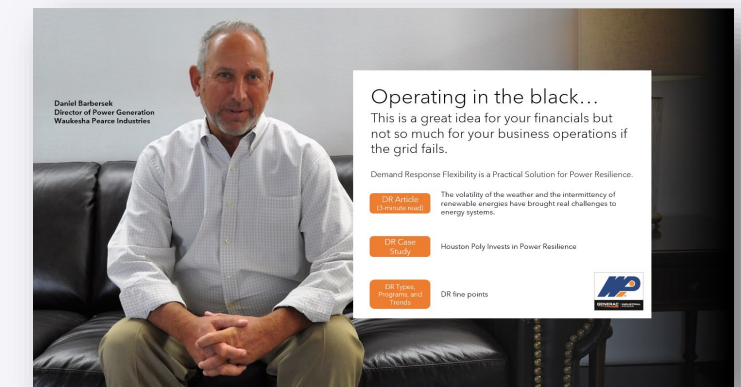 Daniel Barbersek
Director of Power Generation
Waukesha Pearce Industries
Operating in the black...
This is a great idea for your financials but
not so much for your business operations if
the grid fails.
Demand Response Flexibility is a Practical Solution for Power Resilience.
DR Article
(3-minute read)
The volatility of the weather and the intermittency of
renewable energies have brought real challenges to
energy systems.
DR Case
Study
Houston Poly Invests in Power Resilience
DR Types,
Programs, and
Trends
DR fine points
GENERAC INDUSTRIAL